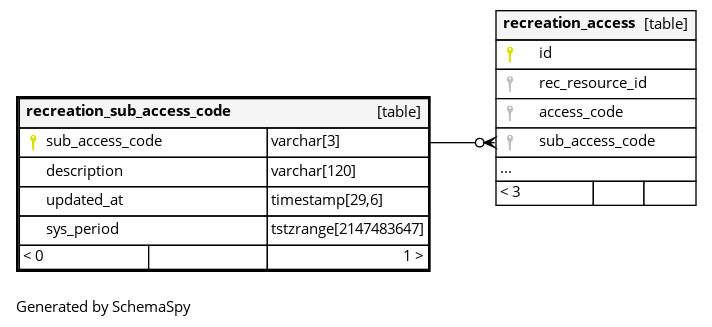 recreation_access [table]
id
rec_resource_id
access_code
sub_access_code
...
< 3
recreation_sub_access_code [table]
sub_access_code varchar[3]
description varchar[120]
updated_at timestamp[29,6]
sys_period tstzrange[2147483647]
< 0 1 >
Generated by SchemaSpy